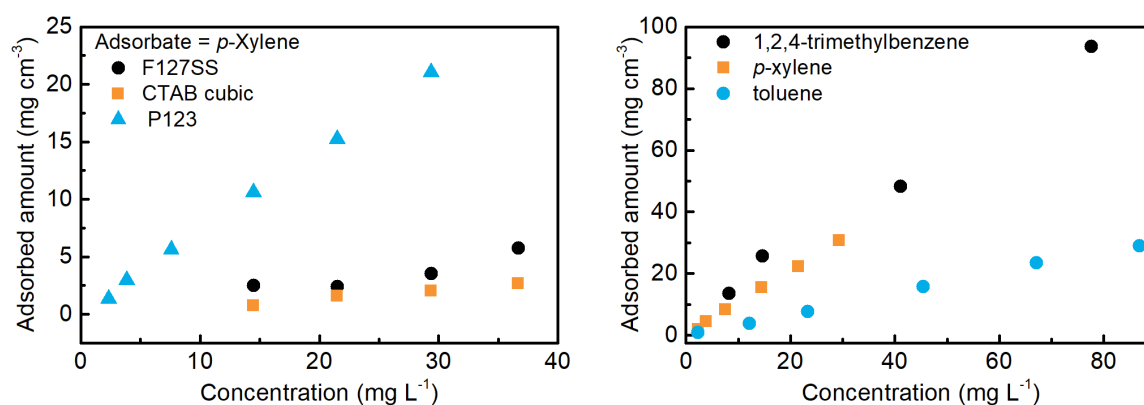 25
20
15
10
5
0
Adsorbed amount (mg cm⁻³)
Adsorbate = p-Xylene
F127SS
CTAB cubic
P123
0 10 20 30 40
Concentration (mg L⁻¹)
100
80
60
40
20
0
Adsorbed amount (mg cm⁻³)
1,2,4-trimethylbenzene
p-xylene
toluene
0 20 40 60 80
Concentration (mg L⁻¹)